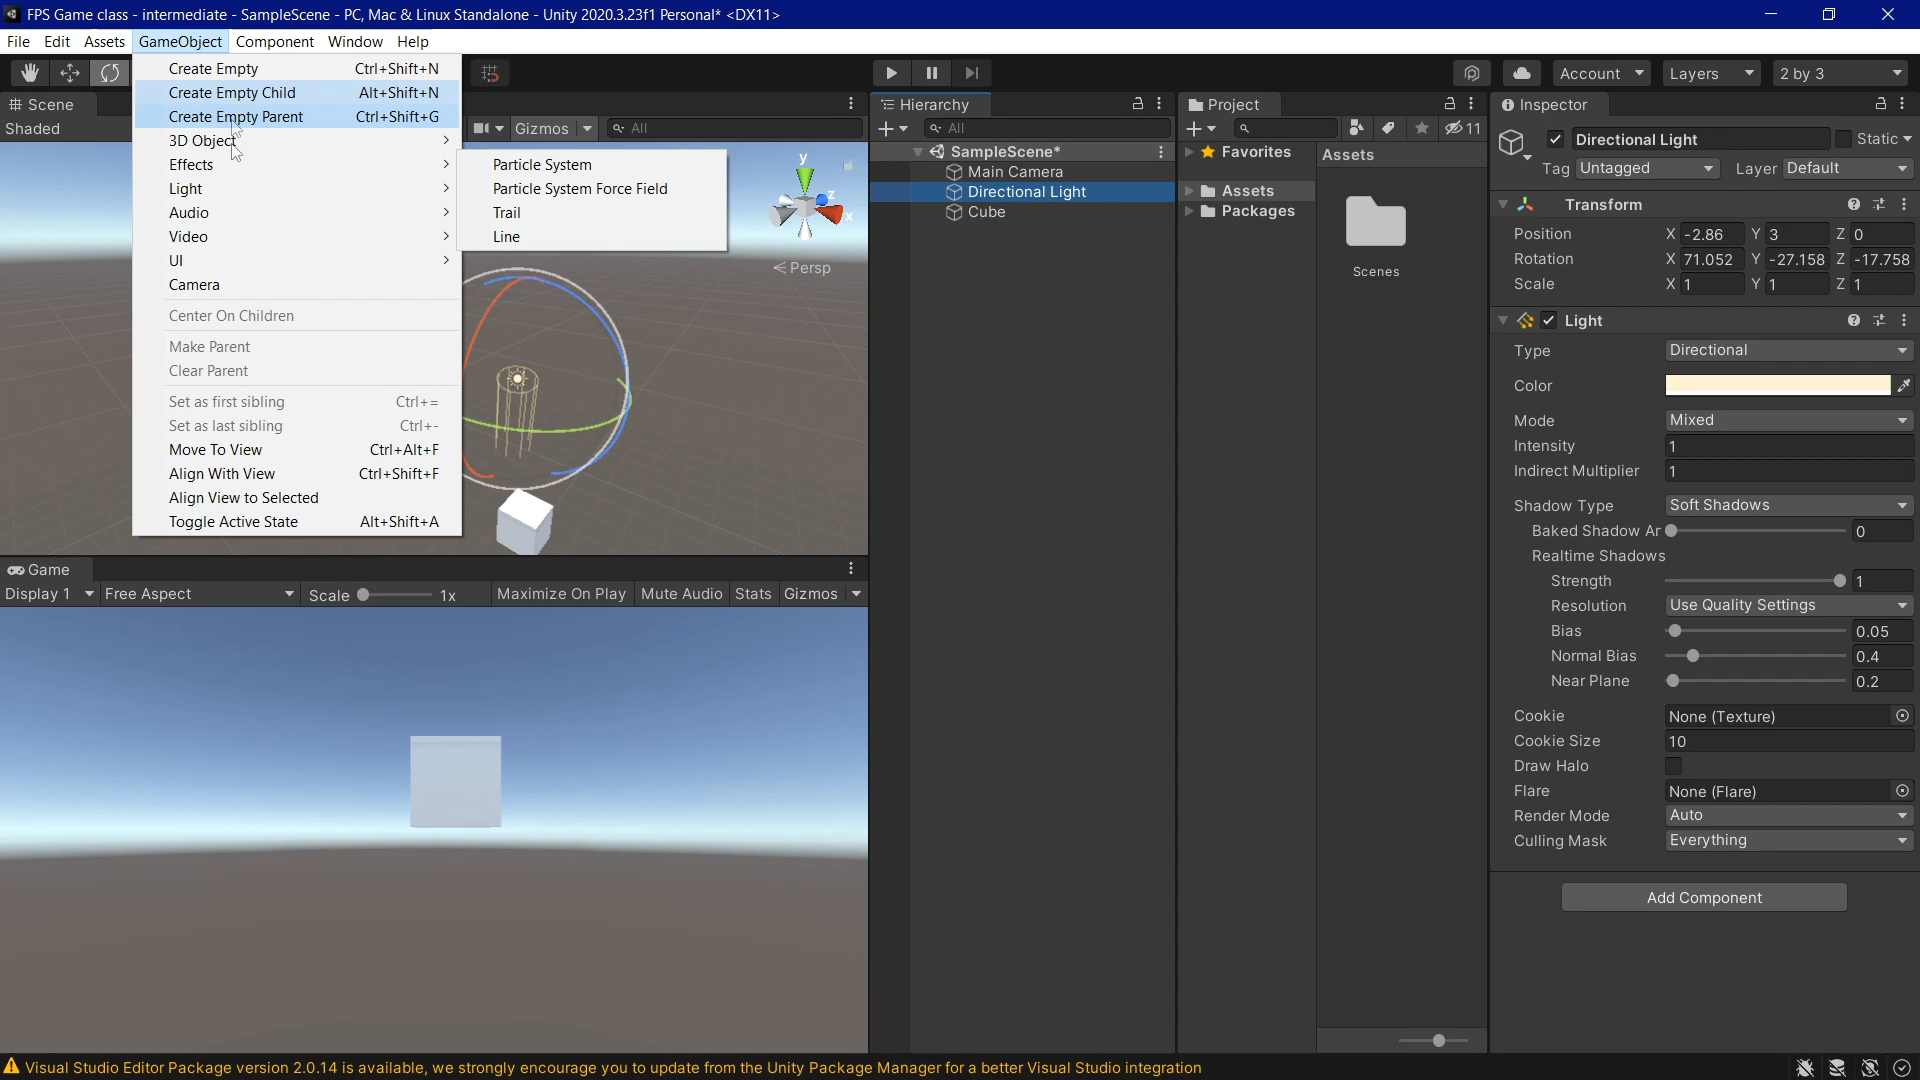 FPS Game class - intermediate - SampleScene - PC, Mac & Linux Standalone - Unity 2020.3.23f1 Personal* <DX11>
File Edit Assets GameObject Component Window Help
Account Layers 2 by 3
Scene
Shaded
Gizmos All
Create Empty Ctrl+Shift+N
Create Empty Child Alt+Shift+N
Create Empty Parent Ctrl+Shift+G
3D Object
Effects
Light
Audio
Video
UI
Camera
Center On Children
Make Parent
Clear Parent
Set as first sibling Ctrl+=
Set as last sibling Ctrl+-
Move To View Ctrl+Alt+F
Align With View Ctrl+Shift+F
Align View to Selected
Toggle Active State Alt+Shift+A
Particle System
Particle System Force Field
Trail
Line
y
z
x
Persp
Game
Display 1 Free Aspect Scale 1x Maximize On Play Mute Audio Stats Gizmos
Hierarchy
All
SampleScene*
Main Camera
Directional Light
Cube
Project
11
Favorites
Assets
Packages
Assets
Scenes
Inspector
Directional Light Static
Tag Untagged Layer Default
Transform
Position X -2.86 Y 3 Z 0
Rotation X 71.052 Y -27.158 Z -17.758
Scale X 1 Y 1 Z 1
Light
Type Directional
Color
Mode Mixed
Intensity 1
Indirect Multiplier 1
Shadow Type Soft Shadows
Baked Shadow Ar 0
Realtime Shadows
Strength 1
Resolution Use Quality Settings
Bias 0.05
Normal Bias 0.4
Near Plane 0.2
Cookie None (Texture)
Cookie Size 10
Draw Halo
Flare None (Flare)
Render Mode Auto
Culling Mask Everything
Add Component
Visual Studio Editor Package version 2.0.14 is available, we strongly encourage you to update from the Unity Package Manager for a better Visual Studio integration